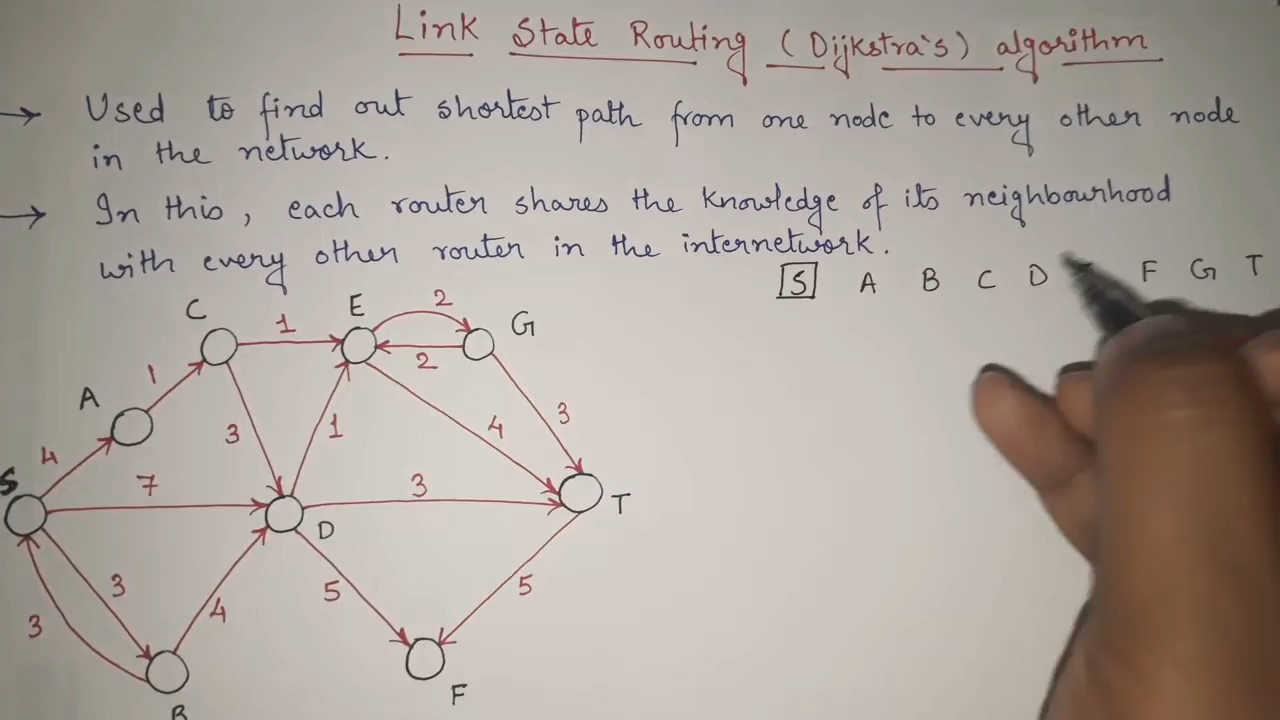 Link State Routing (Dijkstra's) algorithm
→ Used to find out shortest path from one node to every other node
in the network.
→ In this, each router shares the knowledge of its neighbourhood
with every other router in the internetwork.
S A B C D F G T
C 1 E 2 G
2
A 1
3 1 4 3
S 4
7 3 T
D
3 5 5
3 4
B F